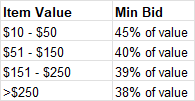 Item Value Min Bid
$10 - $50 45% of value
$51 - $150 40% of value
$151 - $250 39% of value
>$250 38% of value